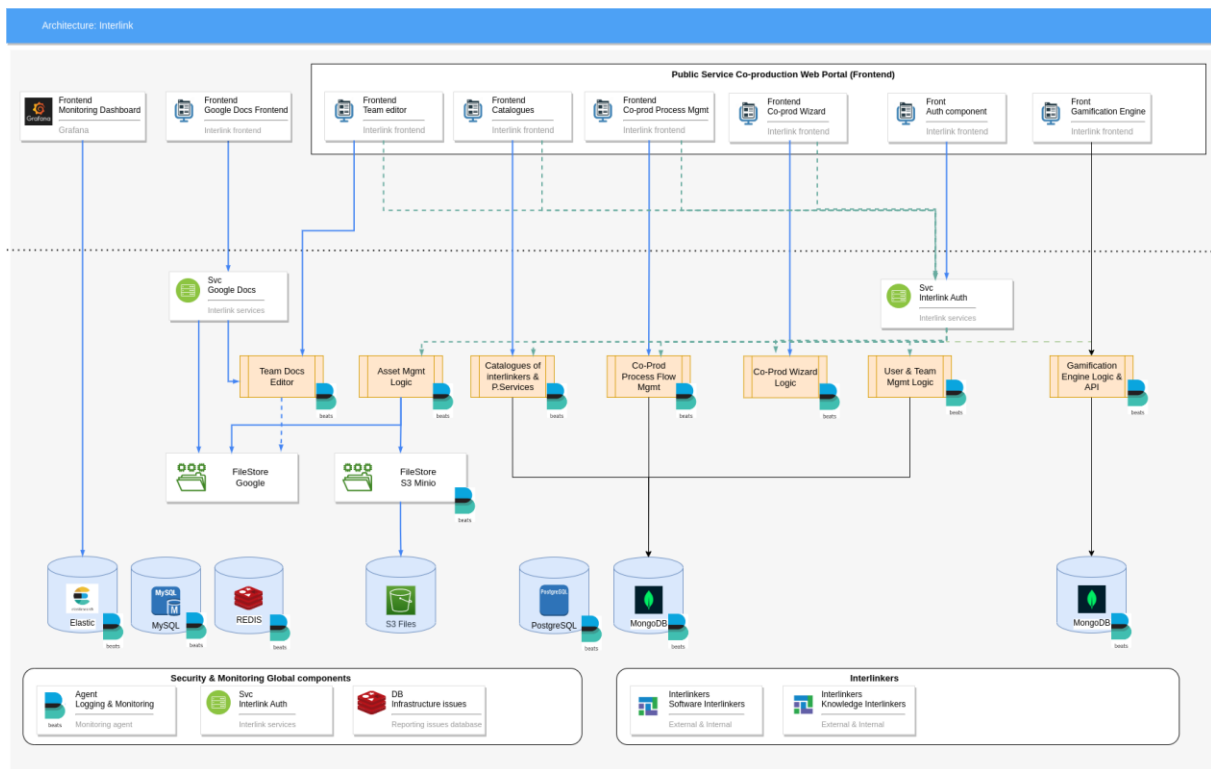 Architecture: Interlink
Public Service Co-production Web Portal (Frontend)
Grafana
Frontend
Monitoring Dashboard
Grafana
Frontend
Google Docs Frontend
Interlink frontend
Frontend
Team editor
Interlink frontend
Frontend
Catalogues
Interlink frontend
Frontend
Co-prod Process Mgmt
Interlink frontend
Frontend
Co-prod Wizard
Interlink frontend
Front
Auth component
Interlink frontend
Front
Gamification Engine
Interlink frontend
Svc
Google Docs
Interlink services
Svc
Interlink Auth
Interlink services
Team Docs
Editor
beats
Asset Mgmt
Logic
beats
Catalogues of
interlinkers &
P.Services
beats
Co-Prod
Process Flow
Mgmt
beats
Co-Prod Wizard
Logic
beats
User & Team
Mgmt Logic
beats
Gamification
Engine Logic &
API
beats
FileStore
Google
FileStore
S3 Minio
beats
Elastic
beats
MySQL
M
MySQL
beats
REDIS
beats
S3 Files
PostgreSQL
PostgreSQL
beats
MongoDB
beats
MongoDB
beats
Security & Monitoring Global components
beats
Agent
Logging & Monitoring
Monitoring agent
Svc
Interlink Auth
Interlink services
DB
Infrastructure issues
Reporting issues database
Interlinkers
Interlinkers
Software Interlinkers
External & Internal
Interlinkers
Knowledge Interlinkers
External & Internal